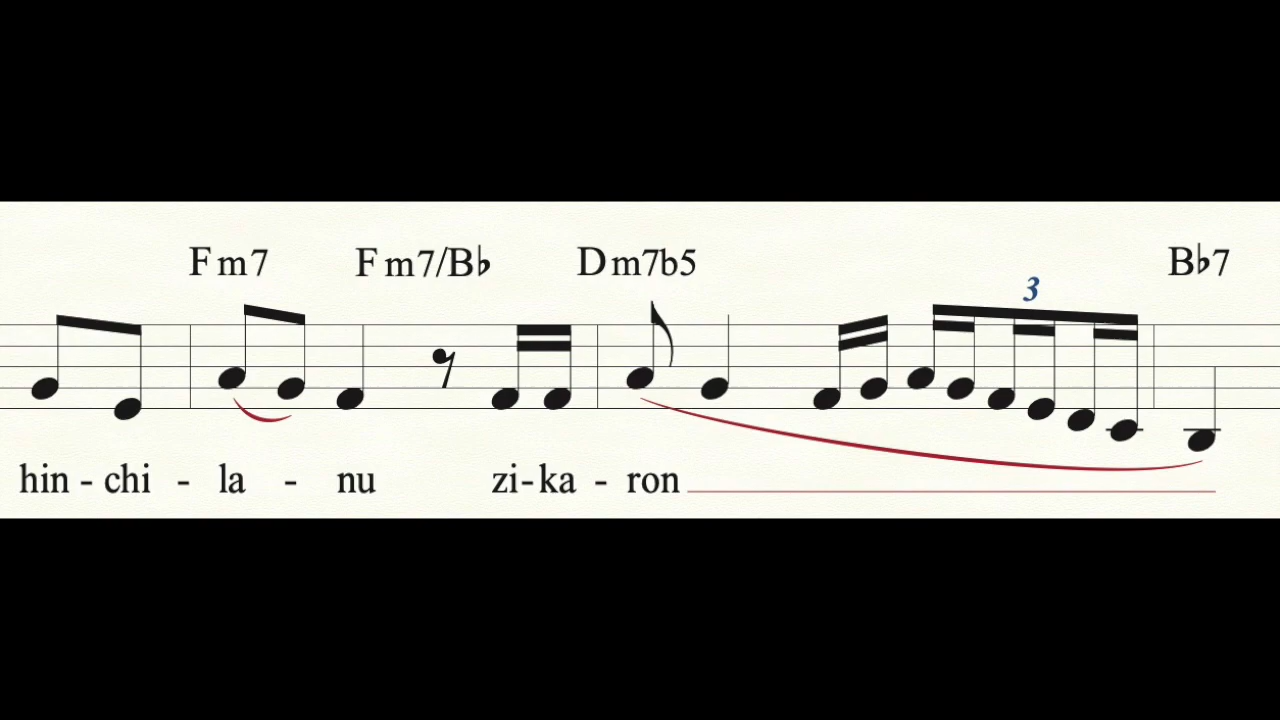 Fm7 Fm7/B♭ Dm7b5 B♭7
3
hin - chi - la - nu zi - ka - ron